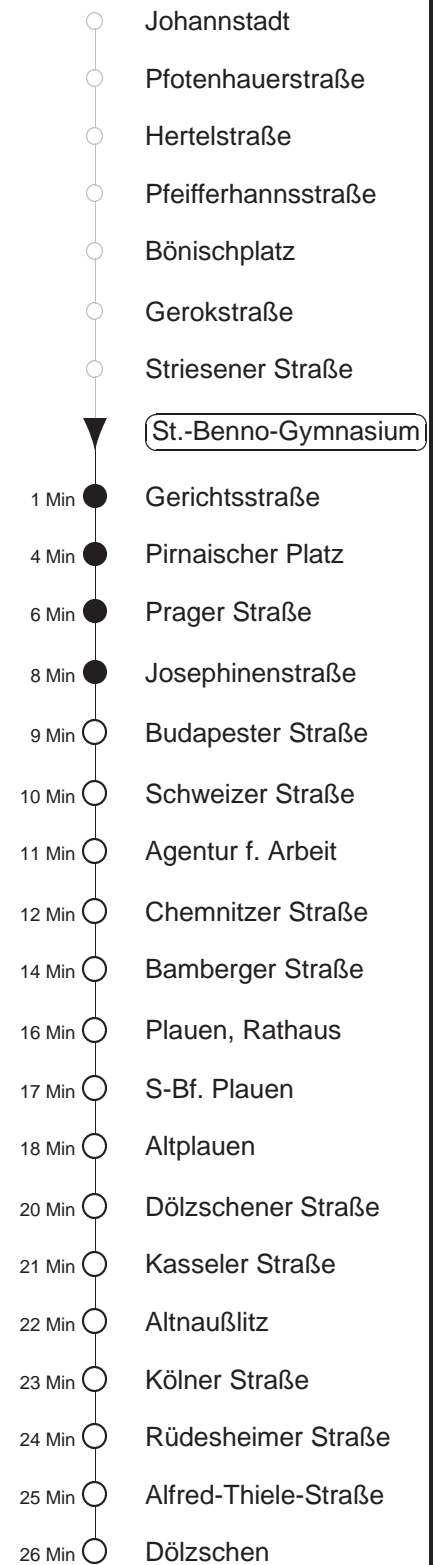 Johannstadt
Pfotenhauerstraße
Hertelstraße
Pfeifferhannsstraße
Bönischplatz
Gerokstraße
Striesener Straße
St.-Benno-Gymnasium
1 Min Gerichtsstraße
4 Min Pirnaischer Platz
6 Min Prager Straße
8 Min Josephinenstraße
9 Min Budapester Straße
10 Min Schweizer Straße
11 Min Agentur f. Arbeit
12 Min Chemnitzer Straße
14 Min Bamberger Straße
16 Min Plauen, Rathaus
17 Min S-Bf. Plauen
18 Min Altplauen
20 Min Dölzschener Straße
21 Min Kasseler Straße
22 Min Altnaußlitz
23 Min Kölner Straße
24 Min Rüdesheimer Straße
25 Min Alfred-Thiele-Straße
26 Min Dölzschen